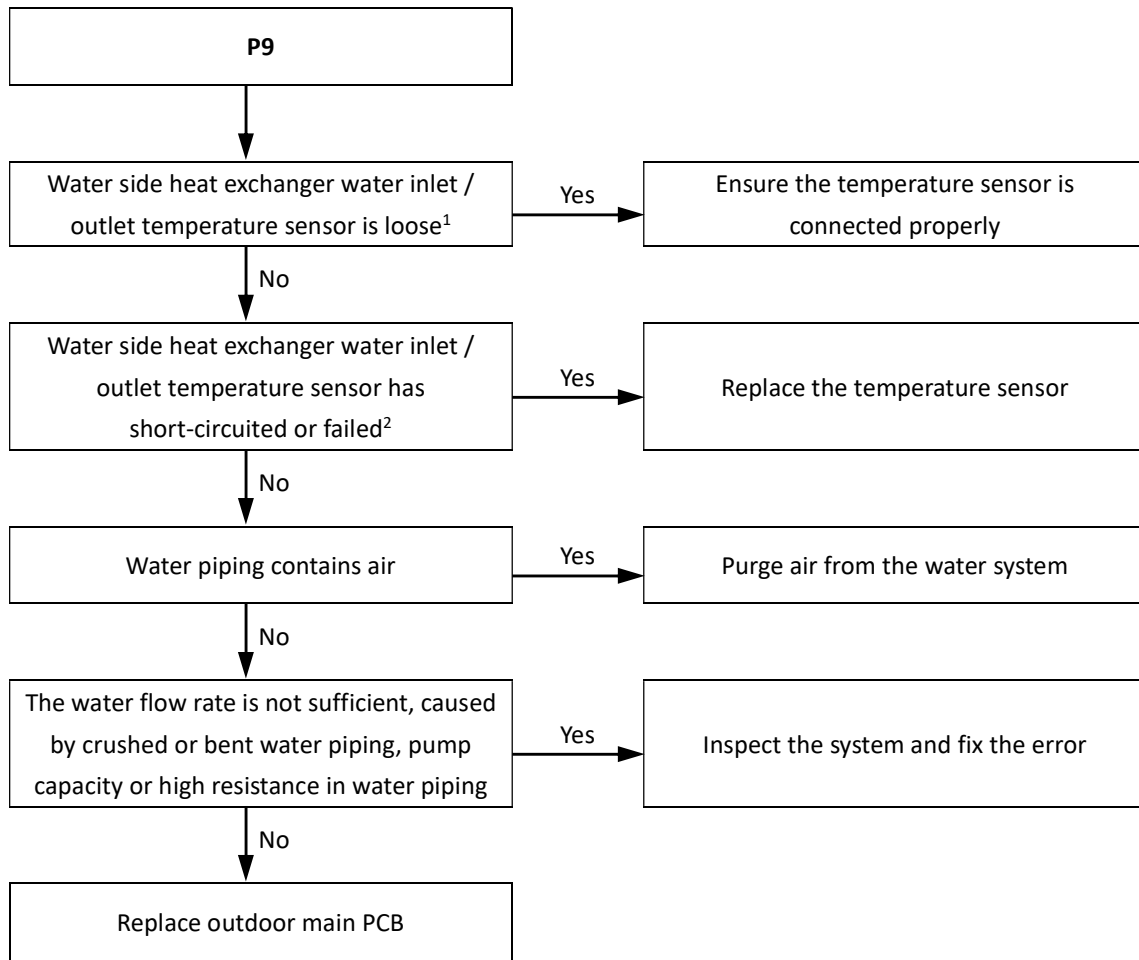 P9
Water side heat exchanger water inlet /
outlet temperature sensor is loose¹
Yes
Ensure the temperature sensor is
connected properly
No
Water side heat exchanger water inlet /
outlet temperature sensor has
short-circuited or failed²
Yes
Replace the temperature sensor
No
Water piping contains air
Yes
Purge air from the water system
No
The water flow rate is not sufficient, caused
by crushed or bent water piping, pump
capacity or high resistance in water piping
Yes
Inspect the system and fix the error
No
Replace outdoor main PCB